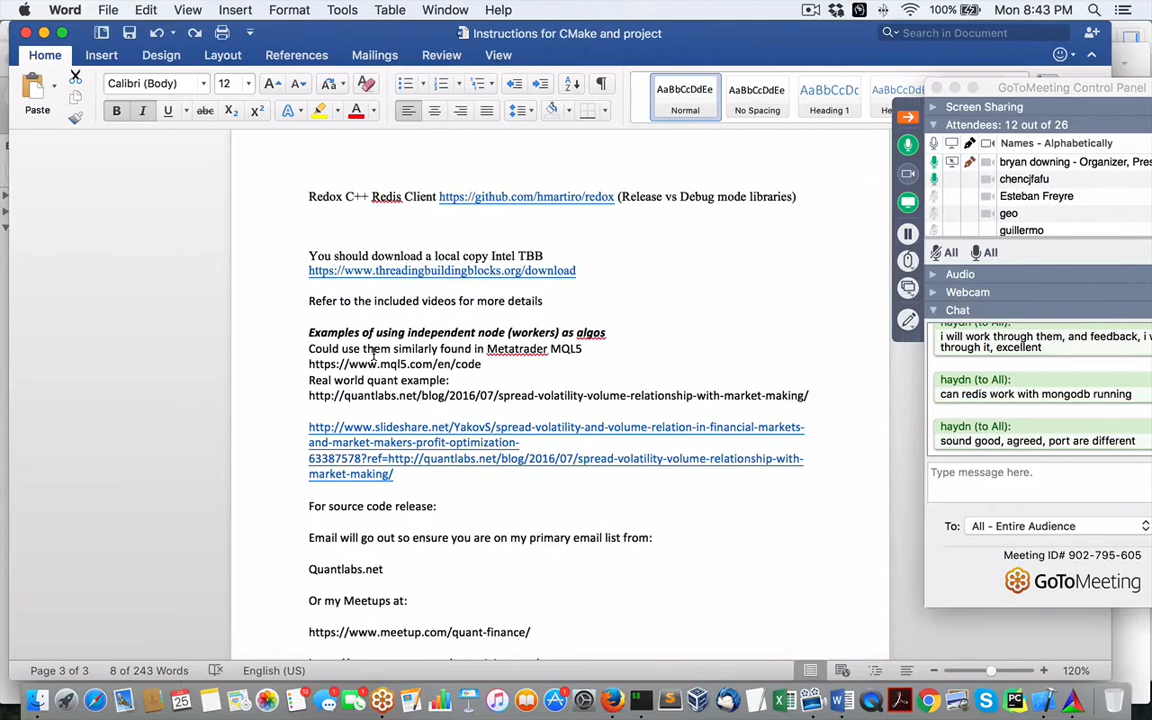 Word File Edit View Insert Format Tools Table Window Help 100% Mon 8:43 PM
Instructions for CMake and project
Search in Document
Home Insert Design Layout References Mailings Review View
Paste
Calibri (Body) 12
AaBbCcDdEe AaBbCcDdEe AaBbCcDc
Normal No Spacing Heading 1
Redox C++ Redis Client https://github.com/hmartiro/redox (Release vs Debug mode libraries)
You should download a local copy Intel TBB
https://www.threadingbuildingblocks.org/download
Refer to the included videos for more details
Examples of using independent node (workers) as algos
Could use them similarly found in Metatrader MQL5
https://www.mql5.com/en/code
Real world quant example:
http://quantlabs.net/blog/2016/07/spread-volatility-volume-relationship-with-market-making/
http://www.slideshare.net/YakovS/spread-volatility-and-volume-relation-in-financial-markets-
and-market-makers-profit-optimization-
63387578?ref=http://quantlabs.net/blog/2016/07/spread-volatility-volume-relationship-with-
market-making/
For source code release:
Email will go out so ensure you are on my primary email list from:
Quantlabs.net
Or my Meetups at:
https://www.meetup.com/quant-finance/
Page 3 of 3 8 of 243 Words English (US) 120%
GoToMeeting Control Panel
Screen Sharing
Attendees: 12 out of 26
Names - Alphabetically
bryan downing - Organizer, Pres
chencjfafu
Esteban Freyre
geo
guillermo
All All
Audio
Webcam
Chat
haydn (to All):
i will work through them, and feedback, i w
through it, excellent
haydn (to All):
can redis work with mongodb running
haydn (to All):
sound good, agreed, port are different
Type message here.
To: All - Entire Audience
Meeting ID# 902-795-605
GoToMeeting